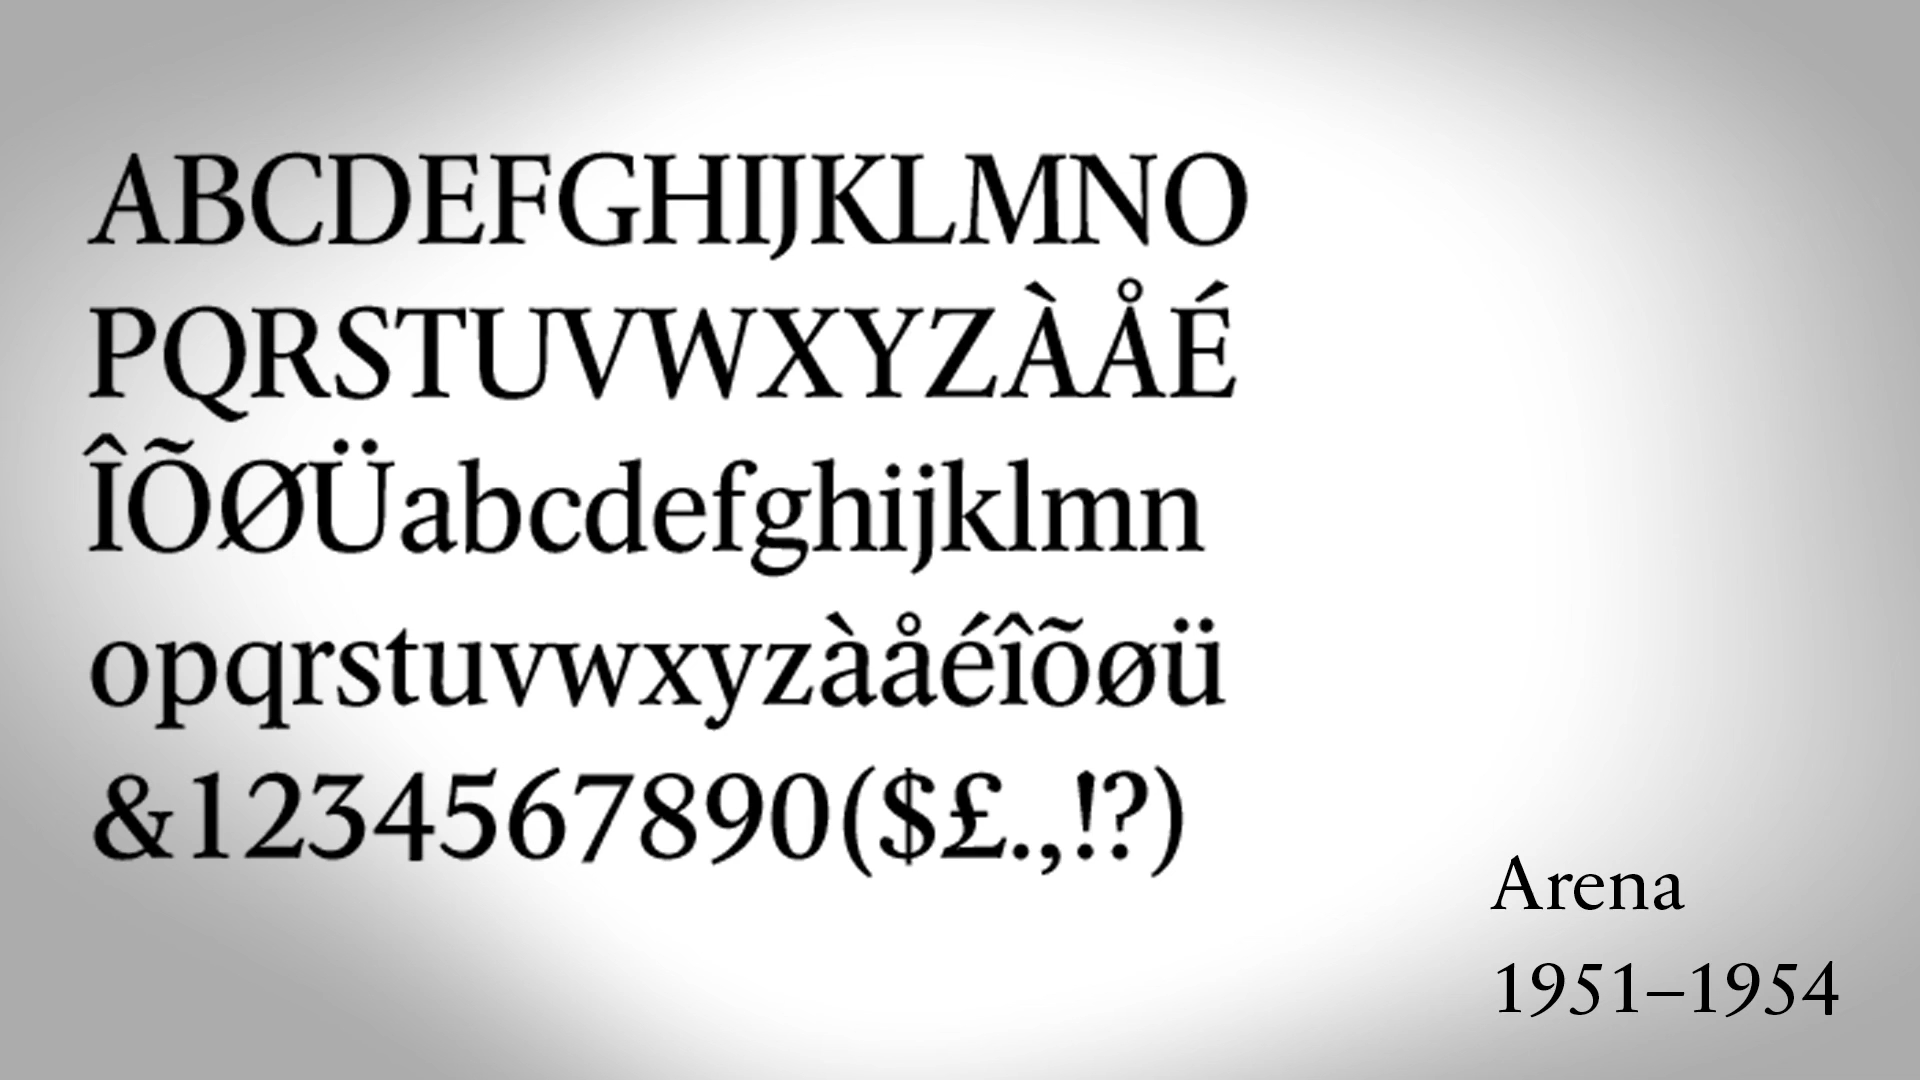 ABCDEFGHIJKLMNO
PQRSTUVWXYZÀÅÉ
ÎÕØÜabcdefghijklmn
opqrstuvwxyzàåéîõøü
&1234567890($£.,!?)
Arena
1951–1954